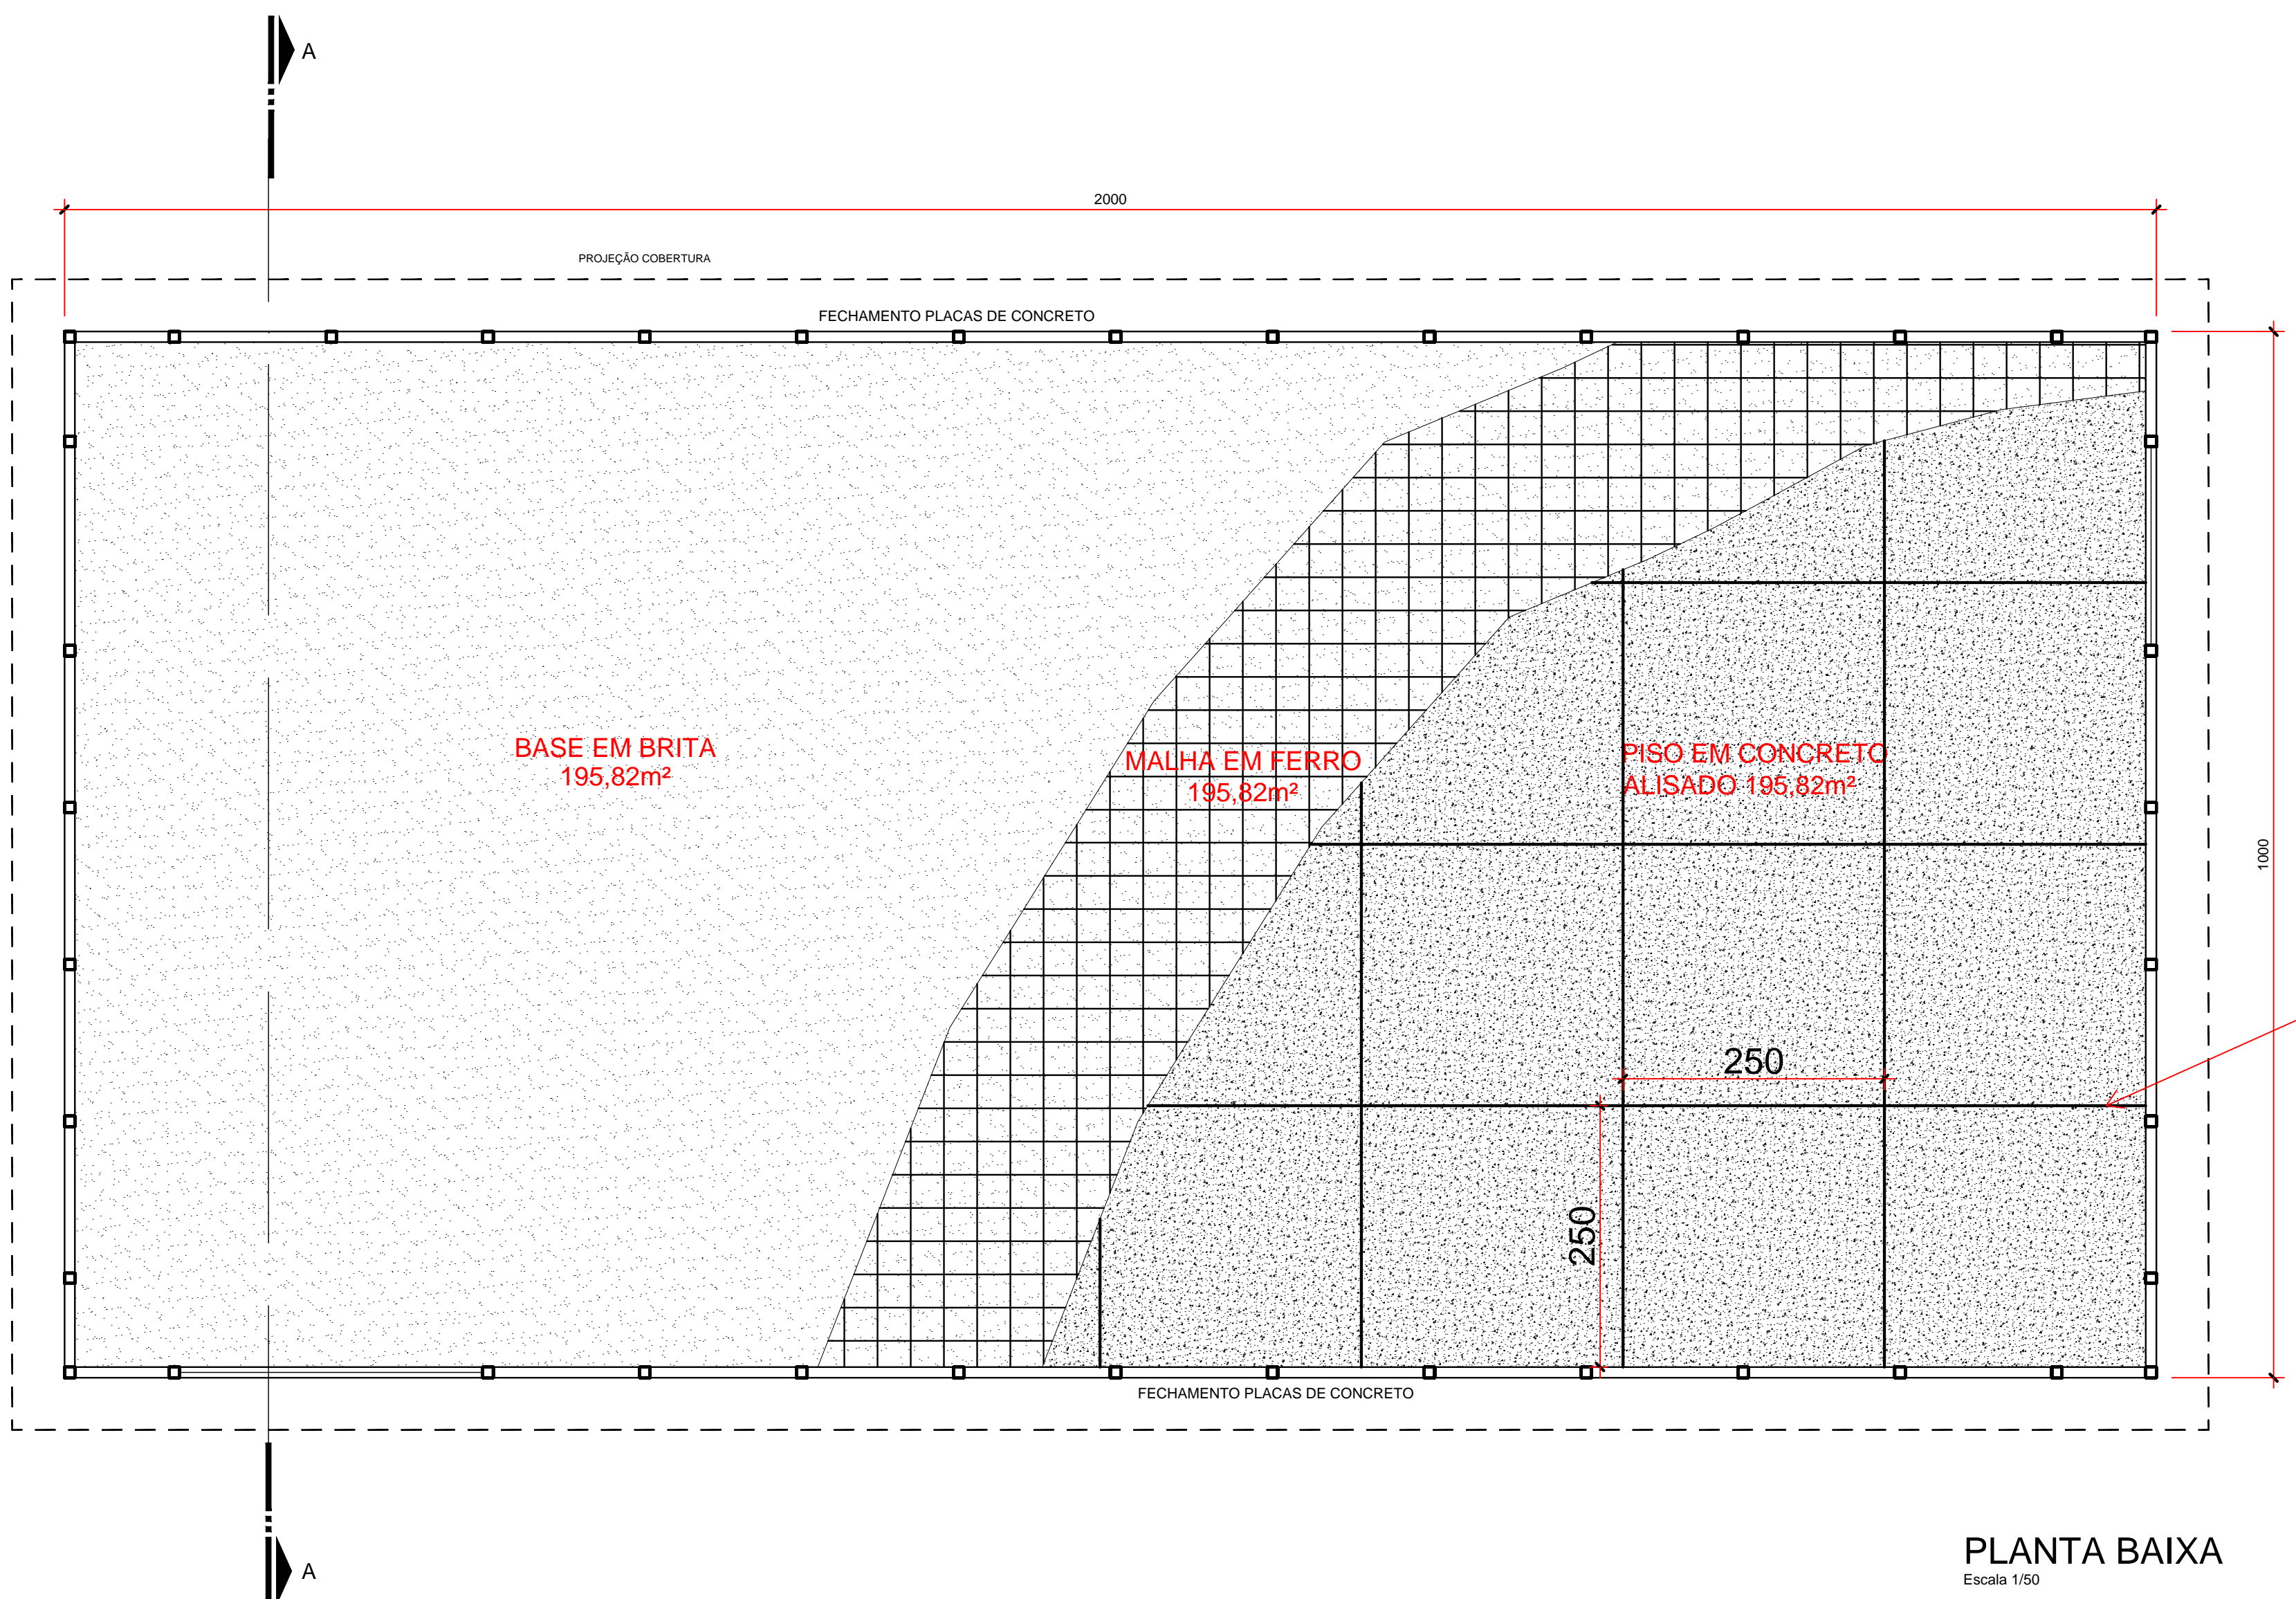 A
2000
PROJEÇÃO COBERTURA
FECHAMENTO PLACAS DE CONCRETO
BASE EM BRITA
195,82m²
MALHA EM FERRO
195,82m²
PISO EM CONCRETO
ALISADO 195,82m²
1000
250
250
FECHAMENTO PLACAS DE CONCRETO
A
PLANTA BAIXA
Escala 1/50